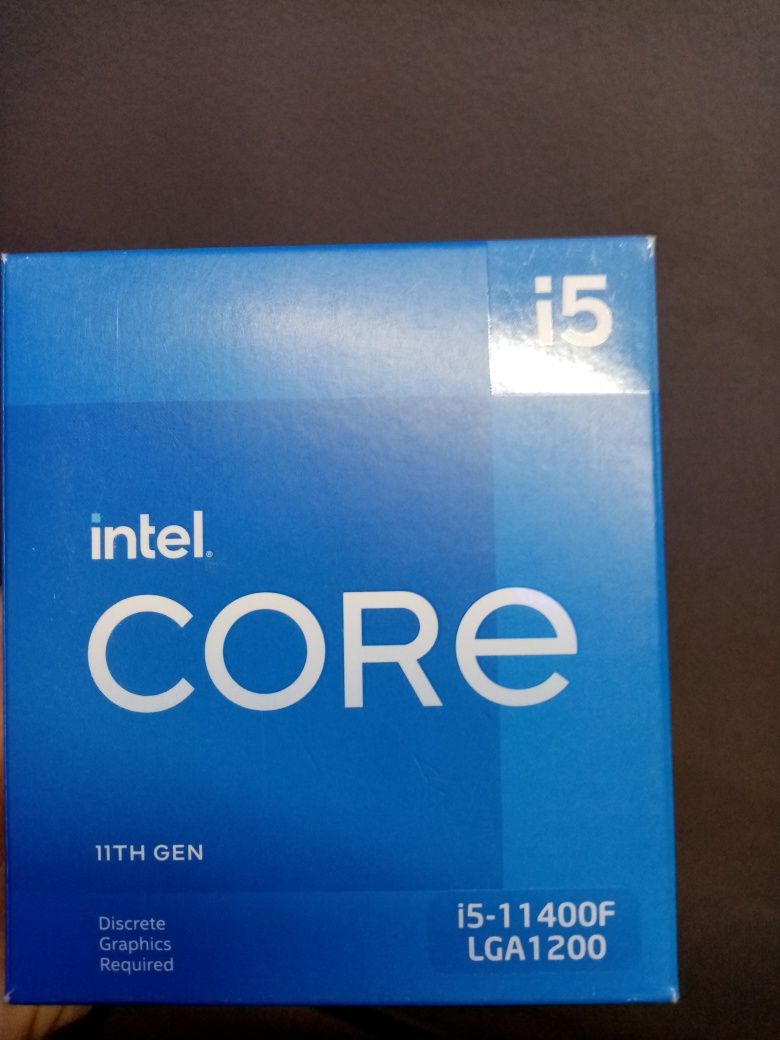 i5
intel®
CORe
11TH GEN
Discrete
Graphics
Required
i5-11400F
LGA1200